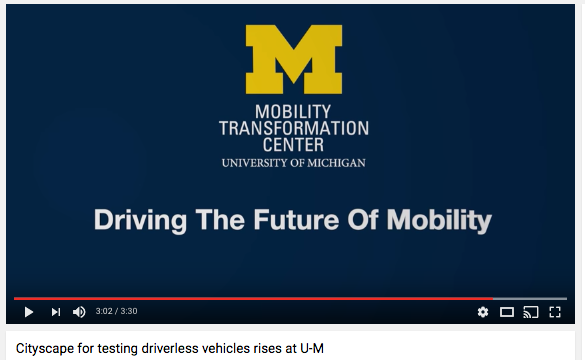 M
MOBILITY
TRANSFORMATION
CENTER
UNIVERSITY OF MICHIGAN
Driving The Future Of Mobility
3:02 / 3:30
Cityscape for testing driverless vehicles rises at U-M